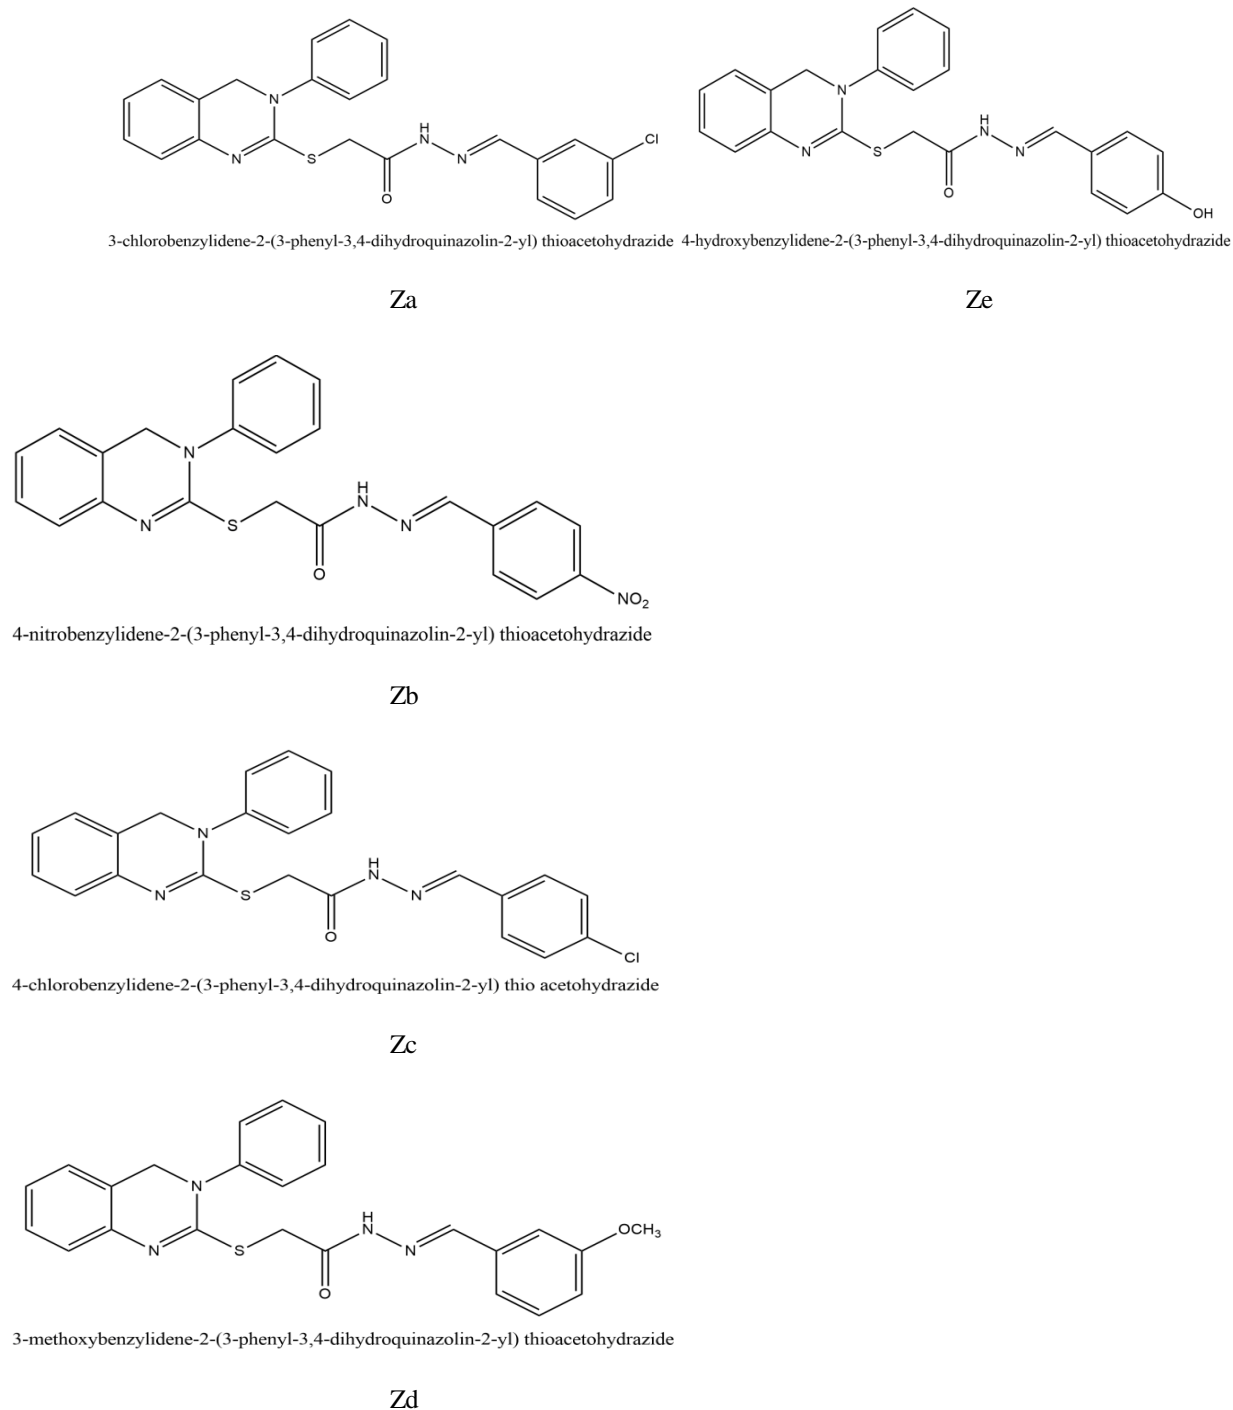 N
N
S
O
H
N
N
Cl
3-chlorobenzylidene-2-(3-phenyl-3,4-dihydroquinazolin-2-yl) thioacetohydrazide
Za
N
N
S
O
H
N
N
OH
4-hydroxybenzylidene-2-(3-phenyl-3,4-dihydroquinazolin-2-yl) thioacetohydrazide
Ze
N
N
S
O
H
N
N
NO2
4-nitrobenzylidene-2-(3-phenyl-3,4-dihydroquinazolin-2-yl) thioacetohydrazide
Zb
N
N
S
O
H
N
N
Cl
4-chlorobenzylidene-2-(3-phenyl-3,4-dihydroquinazolin-2-yl) thio acetohydrazide
Zc
N
N
S
O
H
N
N
OCH3
3-methoxybenzylidene-2-(3-phenyl-3,4-dihydroquinazolin-2-yl) thioacetohydrazide
Zd